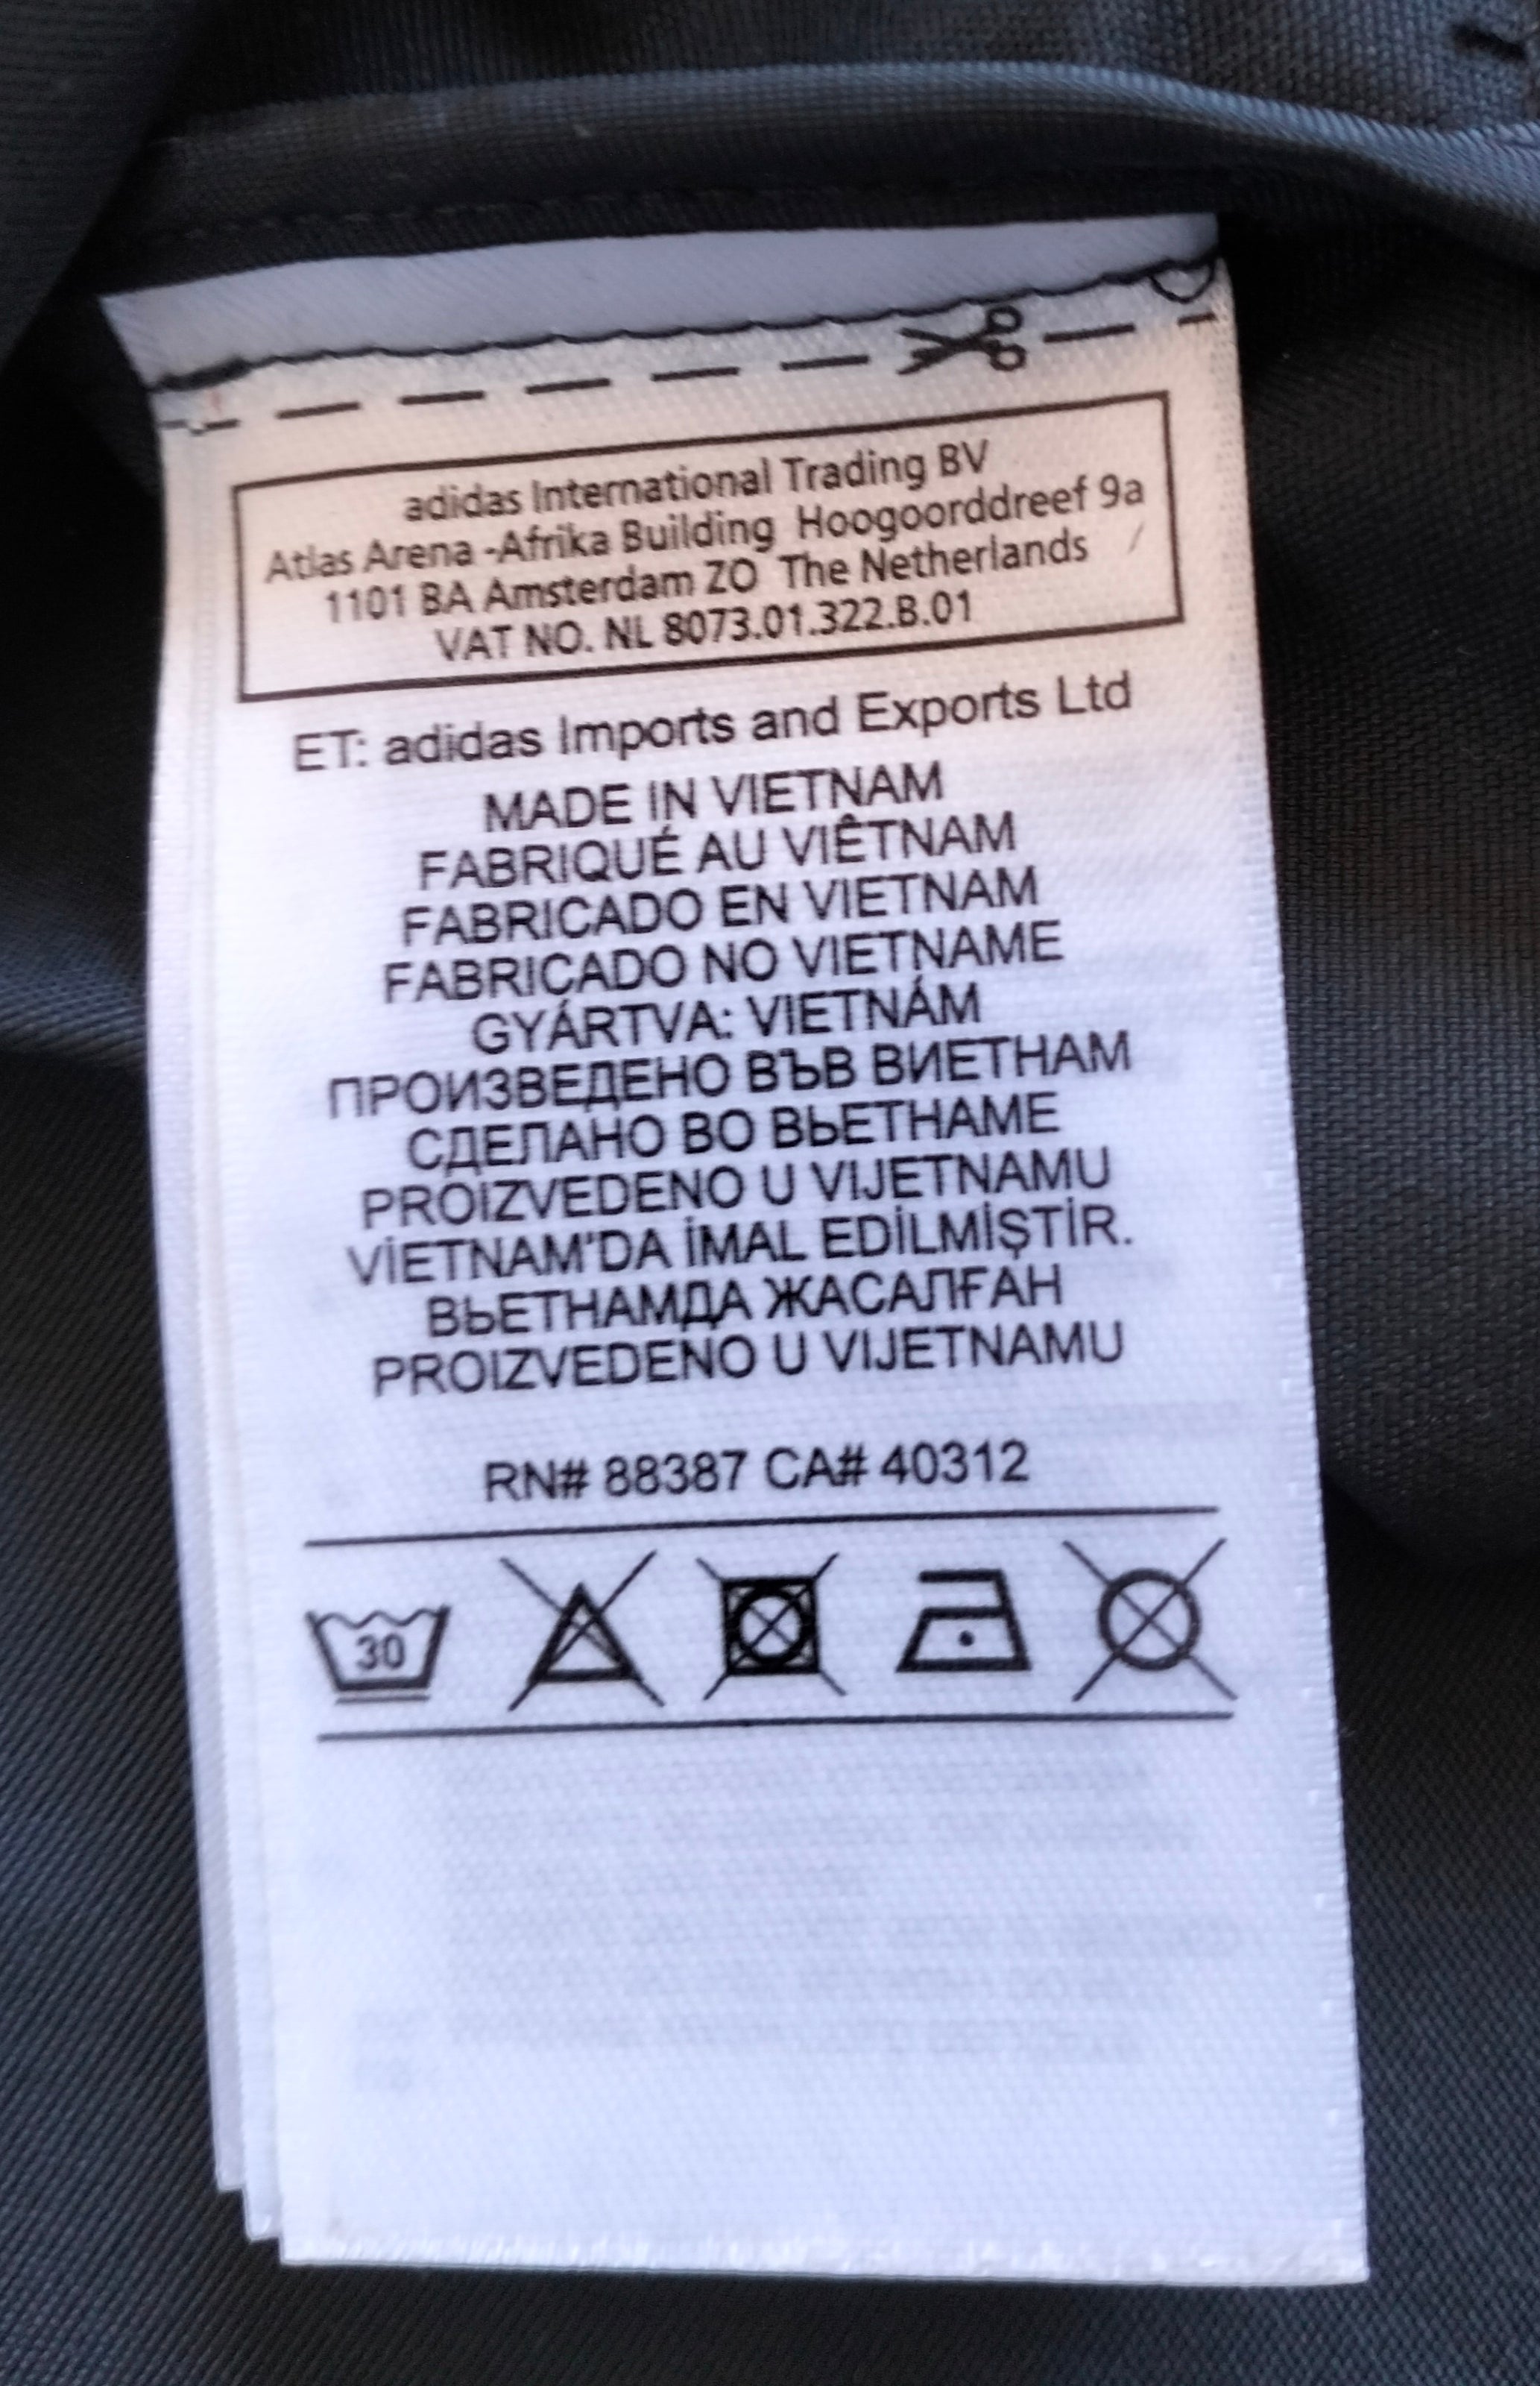 adidas International Trading BV
Atlas Arena -Afrika Building Hoogoorddreef 9a
1101 BA Amsterdam ZO The Netherlands
VAT NO. NL 8073.01.322.B.01
ET: adidas Imports and Exports Ltd
MADE IN VIETNAM
FABRIQUÉ AU VIÊTNAM
FABRICADO EN VIETNAM
FABRICADO NO VIETNAME
GYÁRTVA: VIETNÁM
ПРОИЗВЕДЕНО ВЪВ ВИЕТНАМ
СДЕЛАНО ВО ВЬЕТНАМЕ
PROIZVEDENO U VIJETNAMU
VİETNAM'DA İMAL EDİLMİŞTİR.
ВЬЕТНАМДА ЖАСАЛҒАН
PROIZVEDENO U VIJETNAMU
RN# 88387 CA# 40312
30